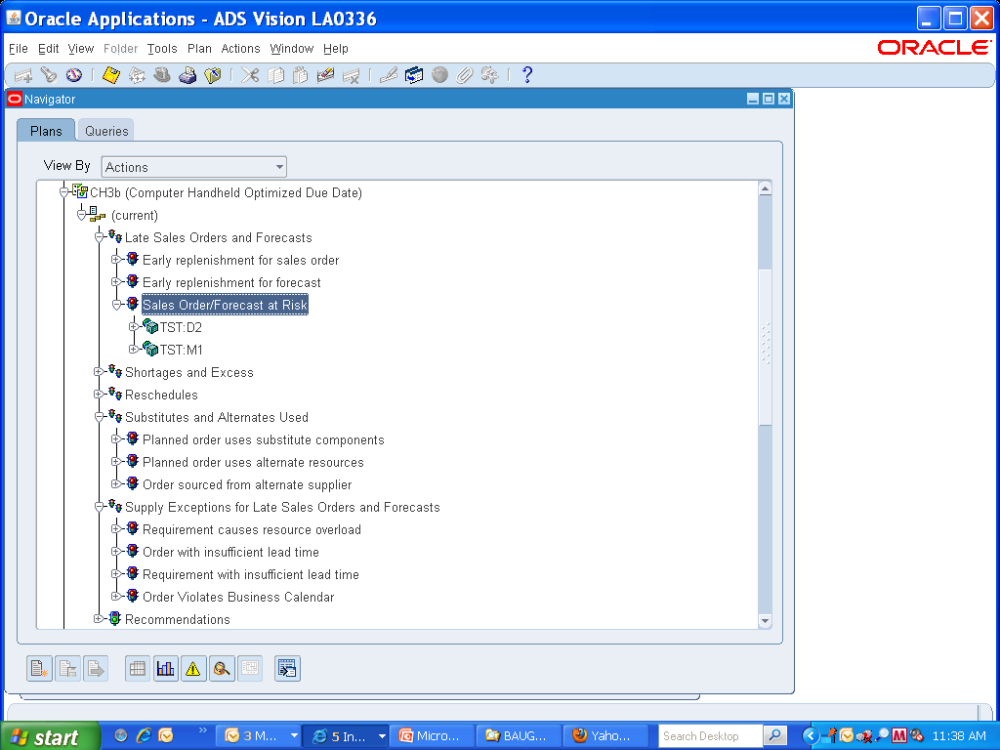 Oracle Applications - ADS Vision LA0336
File Edit View Folder Tools Plan Actions Window Help
ORACLE
Navigator
Plans Queries
View By Actions
CH3b (Computer Handheld Optimized Due Date)
(current)
Late Sales Orders and Forecasts
Early replenishment for sales order
Early replenishment for forecast
Sales Order/Forecast at Risk
TST:D2
TST:M1
Shortages and Excess
Reschedules
Substitutes and Alternates Used
Planned order uses substitute components
Planned order uses alternate resources
Order sourced from alternate supplier
Supply Exceptions for Late Sales Orders and Forecasts
Requirement causes resource overload
Order with insufficient lead time
Requirement with insufficient lead time
Order Violates Business Calendar
Recommendations
start » 3 M... 5 In... Micro... BAUG... Yaho... Search Desktop 11:38 AM